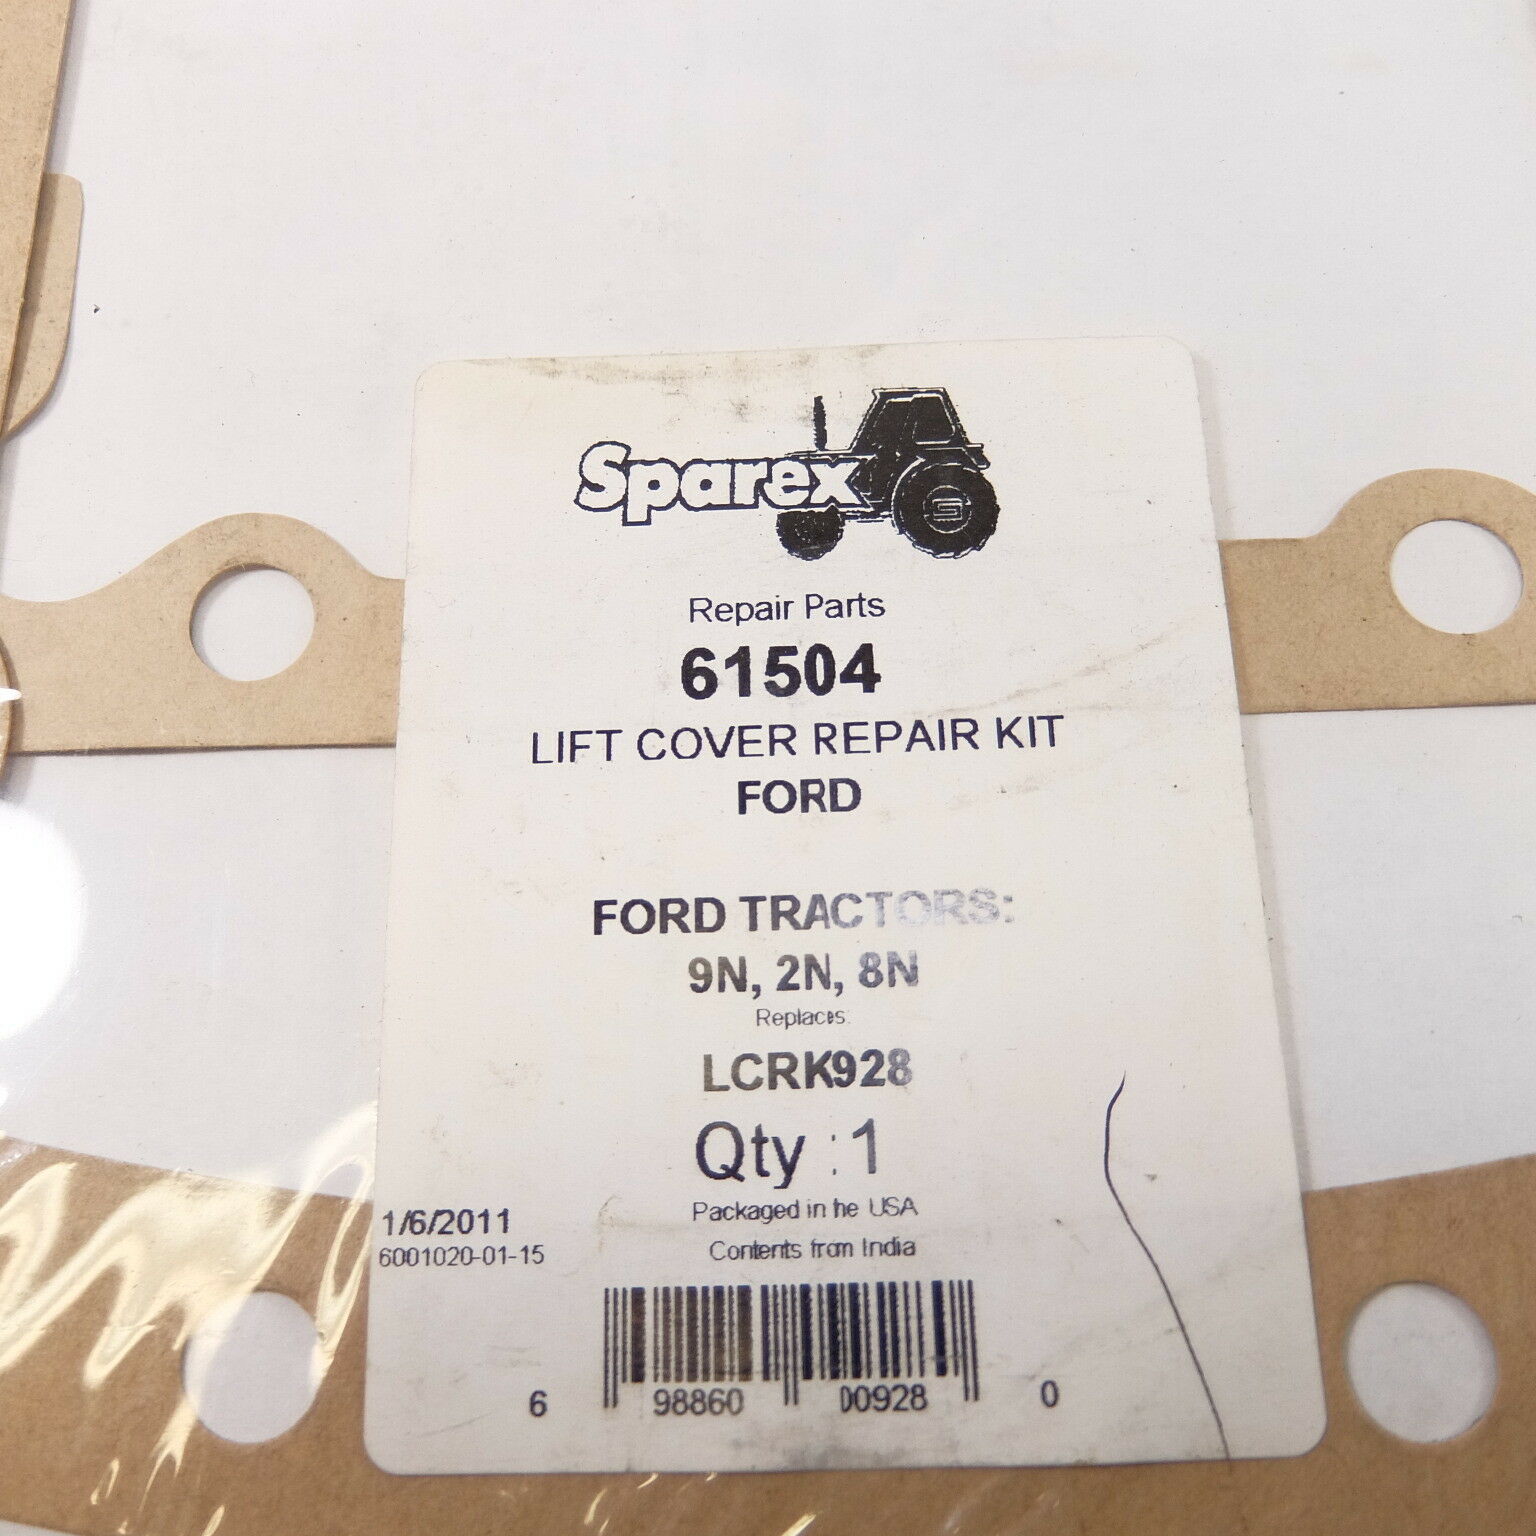 Sparex
Repair Parts
61504
LIFT COVER REPAIR KIT
FORD
FORD TRACTORS:
9N, 2N, 8N
Replaces:
LCRK928
Qty : 1
Packaged in he USA
1/6/2011
6001020-01-15
Contents from India
6 98860 00928 0